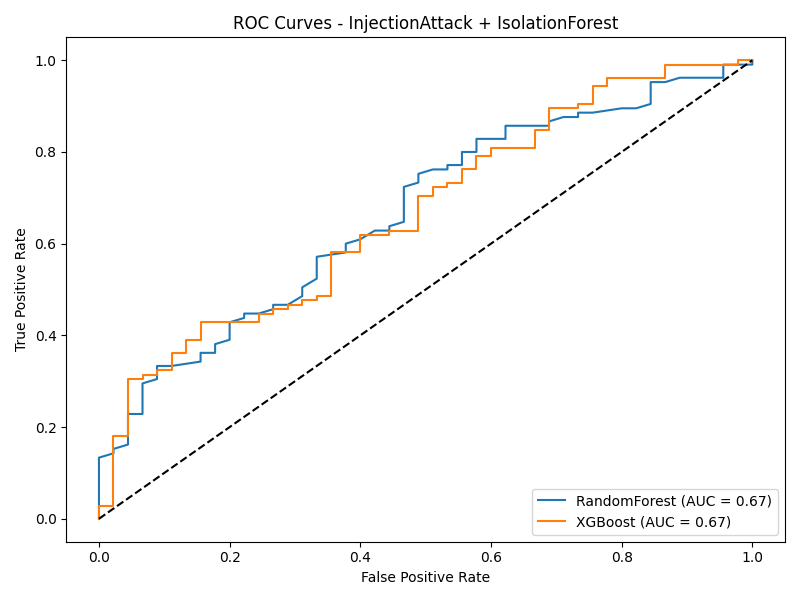 ROC Curves - InjectionAttack + IsolationForest
True Positive Rate
1.0
0.8
0.6
0.4
0.2
0.0
0.0 0.2 0.4 0.6 0.8 1.0
False Positive Rate
RandomForest (AUC = 0.67)
XGBoost (AUC = 0.67)